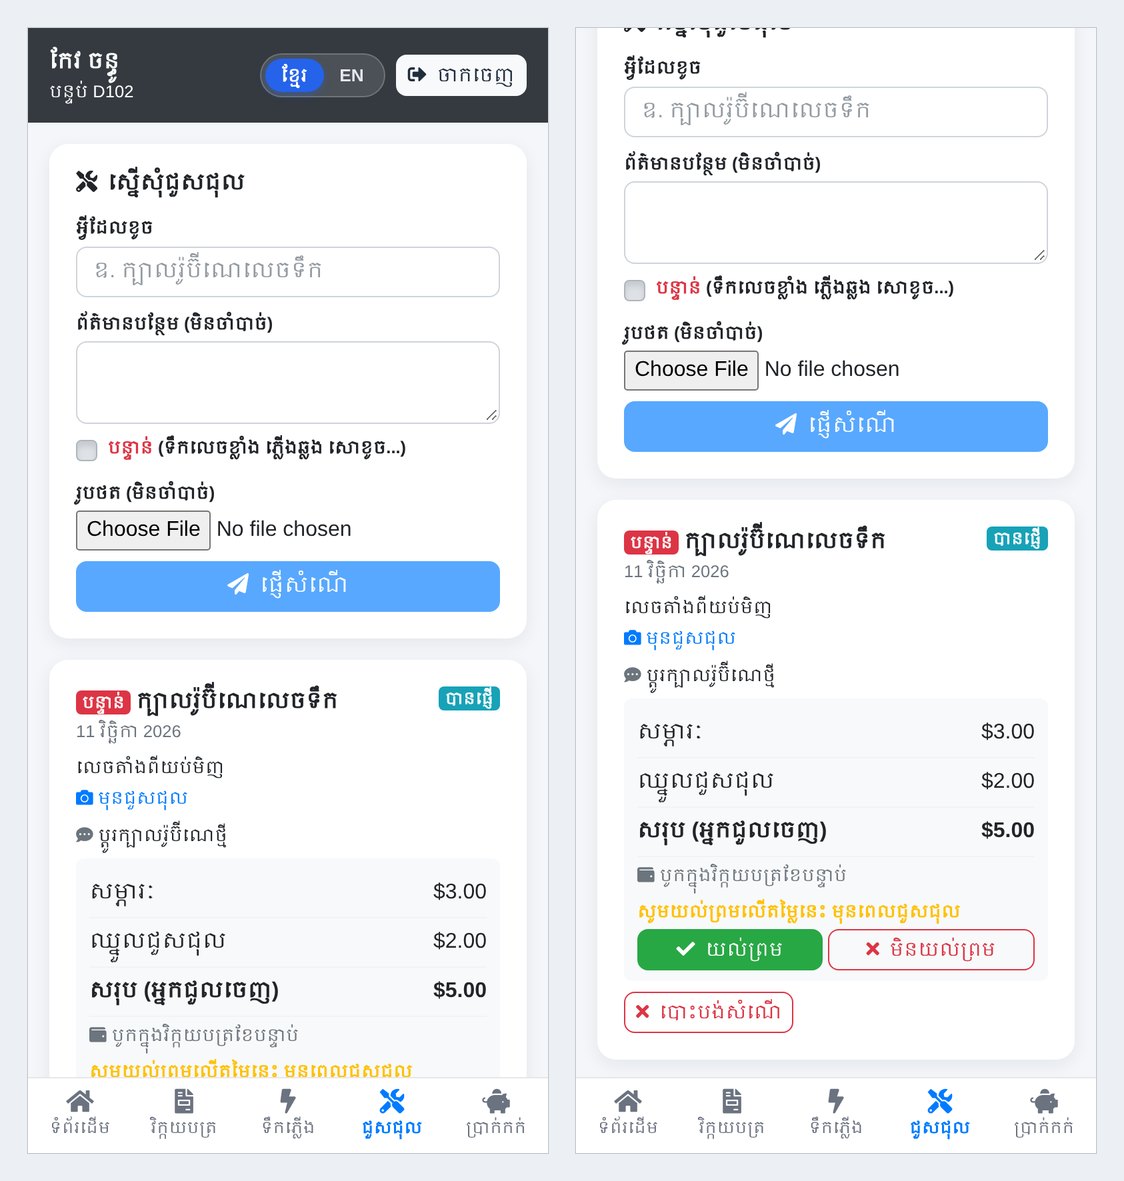 កែវ ចន្ធូ
បន្ទប់ D102
ខ្មែរ
EN
ចាកចេញ
ស្នើសុំជួសជុល
អ្វីដែលខូច
ឧ. ក្បាលរ៉ូប៊ីណេលេចទឹក
ព័ត៌មានបន្ថែម (មិនចាំបាច់)
បន្ទាន់ (ទឹកលេចខ្លាំង ភ្លើងឆ្លង សោខូច...)
រូបថត (មិនចាំបាច់)
Choose File No file chosen
ផ្ញើសំណើ
បន្ទាន់ ក្បាលរ៉ូប៊ីណេលេចទឹក
បានផ្ញើ
11 វិច្ឆិកា 2026
លេចតាំងពីយប់មិញ
មុនជួសជុល
ប្តូរក្បាលរ៉ូប៊ីណេថ្មី
សម្ភារៈ $3.00
ឈ្នួលជួសជុល $2.00
សរុប (អ្នកជួលចេញ) $5.00
បូកក្នុងវិក្កយបត្រខែបន្ទាប់
សូមយល់ព្រមលើតម្លៃនេះ មុនពេលជួសជុល
ទំព័រដើម
វិក្កយបត្រ
ទឹកភ្លើង
ជួសជុល
ប្រាក់កក់
អ្វីដែលខូច
ឧ. ក្បាលរ៉ូប៊ីណេលេចទឹក
ព័ត៌មានបន្ថែម (មិនចាំបាច់)
បន្ទាន់ (ទឹកលេចខ្លាំង ភ្លើងឆ្លង សោខូច...)
រូបថត (មិនចាំបាច់)
Choose File No file chosen
ផ្ញើសំណើ
បន្ទាន់ ក្បាលរ៉ូប៊ីណេលេចទឹក
បានផ្ញើ
11 វិច្ឆិកា 2026
លេចតាំងពីយប់មិញ
មុនជួសជុល
ប្តូរក្បាលរ៉ូប៊ីណេថ្មី
សម្ភារៈ $3.00
ឈ្នួលជួសជុល $2.00
សរុប (អ្នកជួលចេញ) $5.00
បូកក្នុងវិក្កយបត្រខែបន្ទាប់
សូមយល់ព្រមលើតម្លៃនេះ មុនពេលជួសជុល
យល់ព្រម
មិនយល់ព្រម
បោះបង់សំណើ
ទំព័រដើម
វិក្កយបត្រ
ទឹកភ្លើង
ជួសជុល
ប្រាក់កក់